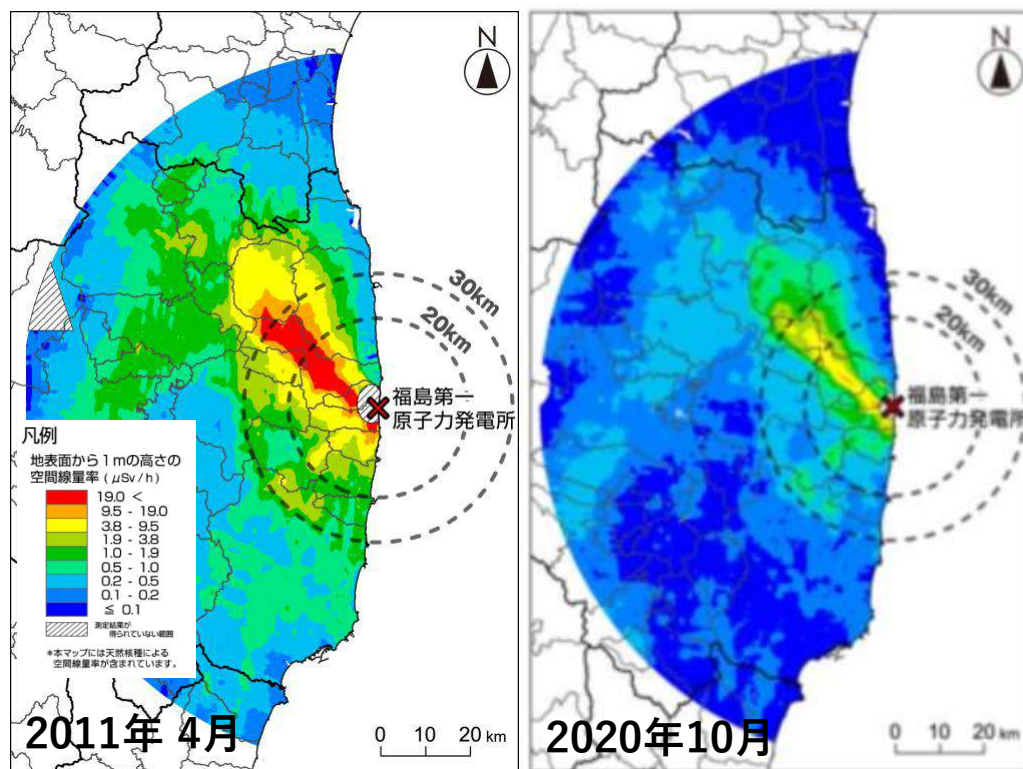 N
30km
20km
福島第一
原子力発電所
凡例
地表面から1mの高さの
空間線量率 (μSv/h)
19.0 <
9.5 - 19.0
3.8 - 9.5
1.9 - 3.8
1.0 - 1.9
0.5 - 1.0
0.2 - 0.5
0.1 - 0.2
≦ 0.1
測定結果が
得られていない範囲
*本マップには天然核種による
空間線量率が含まれています。
2011年 4月
0 10 20 km
N
30km
20km
福島第一
原子力発電所
2020年10月
0 10 20 km